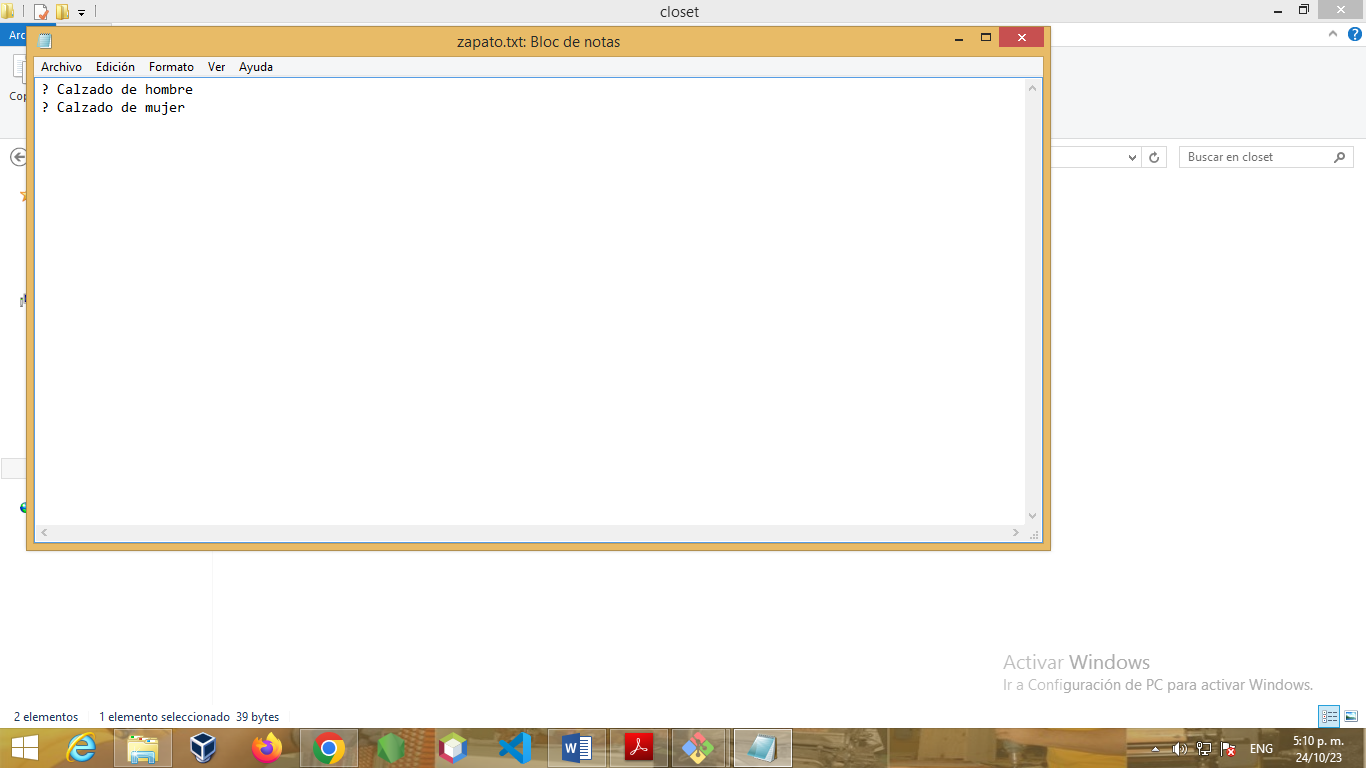 closet
Arc
zapato.txt: Bloc de notas
Archivo Edición Formato Ver Ayuda
Cop
? Calzado de hombre
? Calzado de mujer
Buscar en closet
Activar Windows
Ir a Configuración de PC para activar Windows.
2 elementos 1 elemento seleccionado 39 bytes
ENG
5:10 p. m.
24/10/23